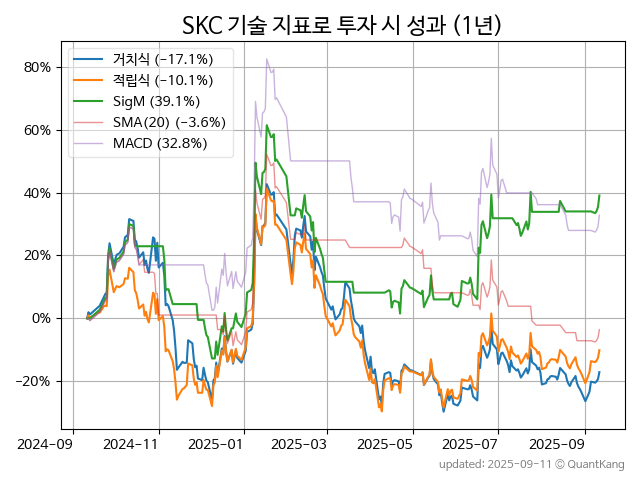 SKC 기술 지표로 투자 시 성과 (1년)
거치식 (−17.1%)
적립식 (−10.1%)
SigM (39.1%)
SMA(20) (−3.6%)
MACD (32.8%)
80%
60%
40%
20%
0%
−20%
2024-09 2024-11 2025-01 2025-03 2025-05 2025-07 2025-09
updated: 2025-09-11 © QuantKang